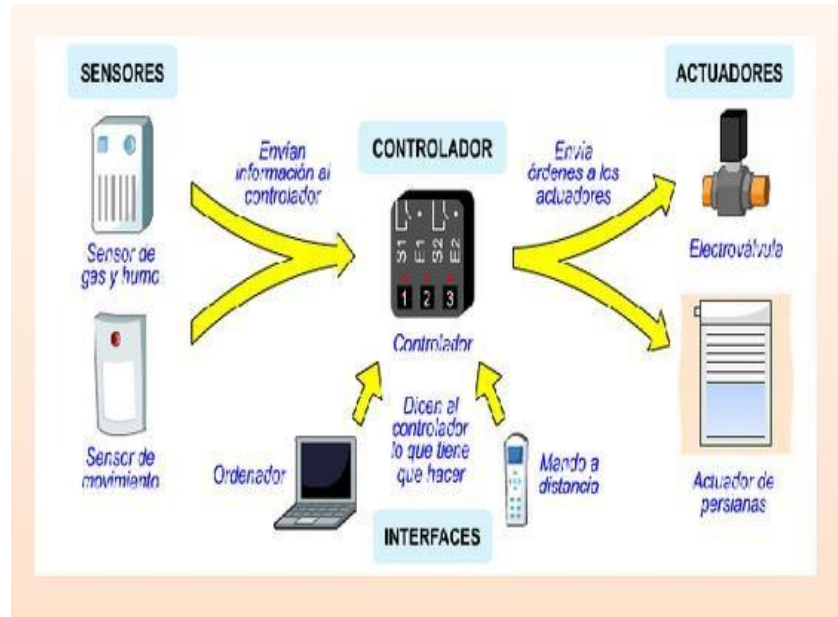 SENSORES
Sensor de
gas y humo
Sensor de
movimiento
Envían
información al
controlador
CONTROLADOR
S1
E1
S2
E2
1 2 3
Controlador
Envía
órdenes a los
actuadores
ACTUADORES
Electroválvula
Actuador de
persianas
Ordenador
Dicen al
controlador
lo que tiene
que hacer
Mando a
distancia
INTERFACES